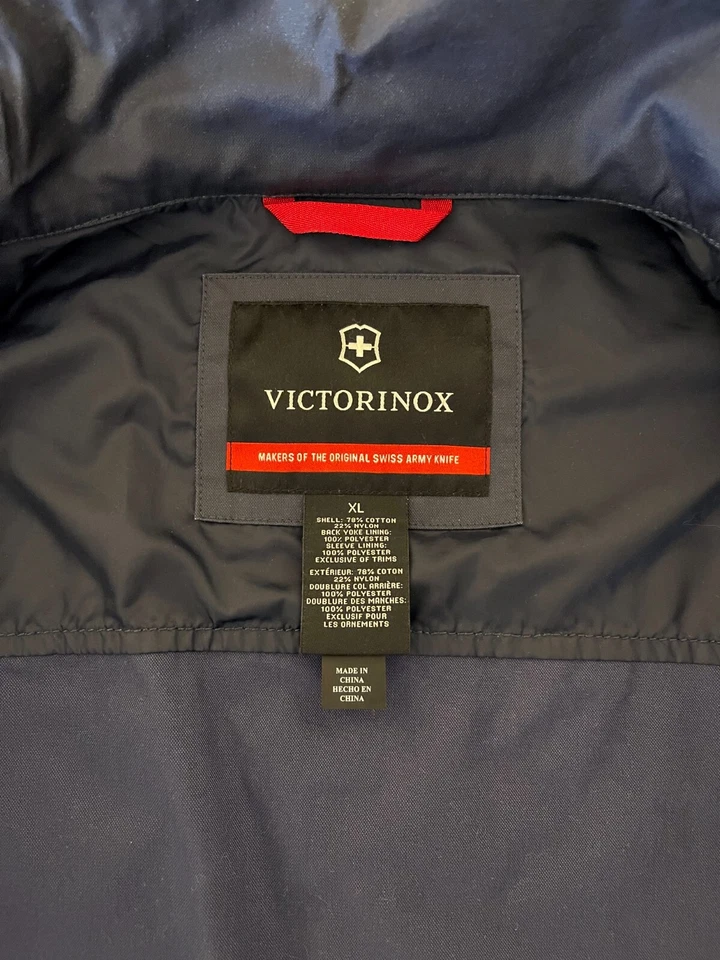 VICTORINOX
MAKERS OF THE ORIGINAL SWISS ARMY KNIFE
XL
SHELL: 78% COTTON
22% NYLON
BACK YOKE LINING:
100% POLYESTER
SLEEVE LINING:
100% POLYESTER
EXCLUSIVE OF TRIMS
EXTÉRIEUR: 78% COTON
22% NYLON
DOUBLURE COL ARRIÈRE:
100% POLYESTER
DOUBLURE DES MANCHES:
100% POLYESTER
EXCLUSIF POUR
LES ORNEMENTS
MADE IN
CHINA
HECHO EN
CHINA